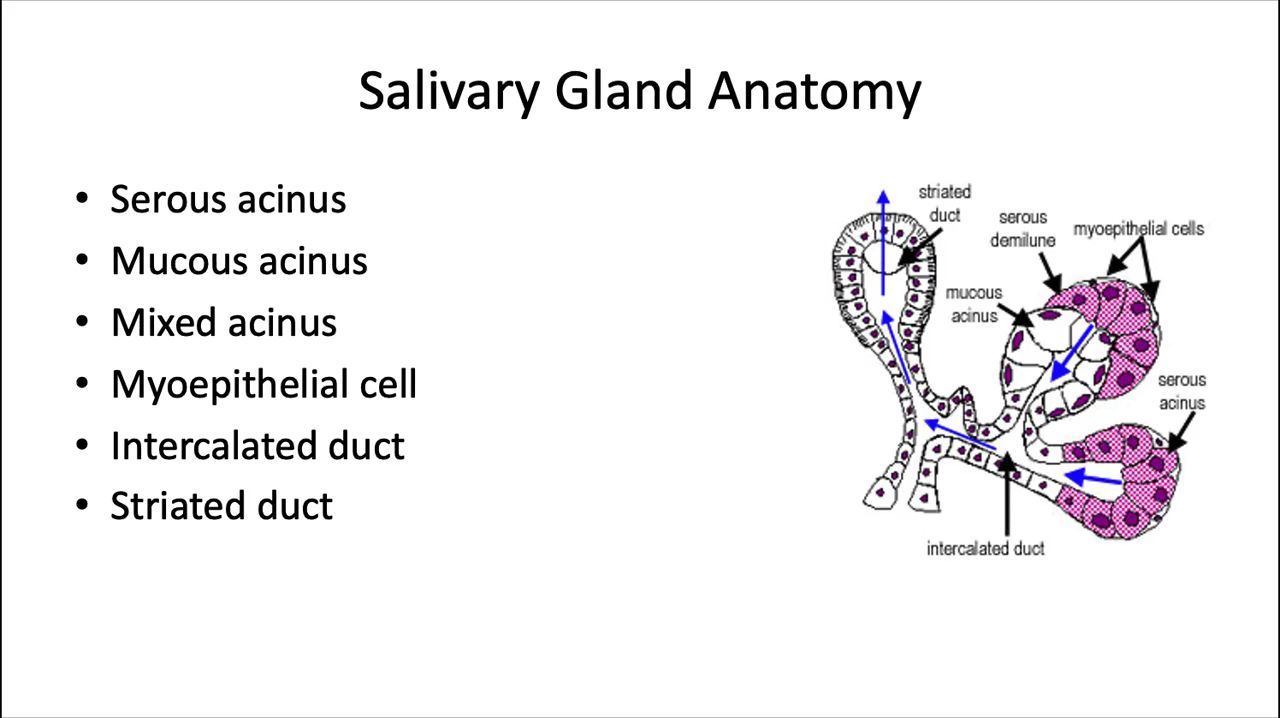 Salivary Gland Anatomy
• Serous acinus
• Mucous acinus
• Mixed acinus
• Myoepithelial cell
• Intercalated duct
• Striated duct
striated
duct
serous
demilune
myoepithelial cells
mucous
acinus
serous
acinus
intercalated duct